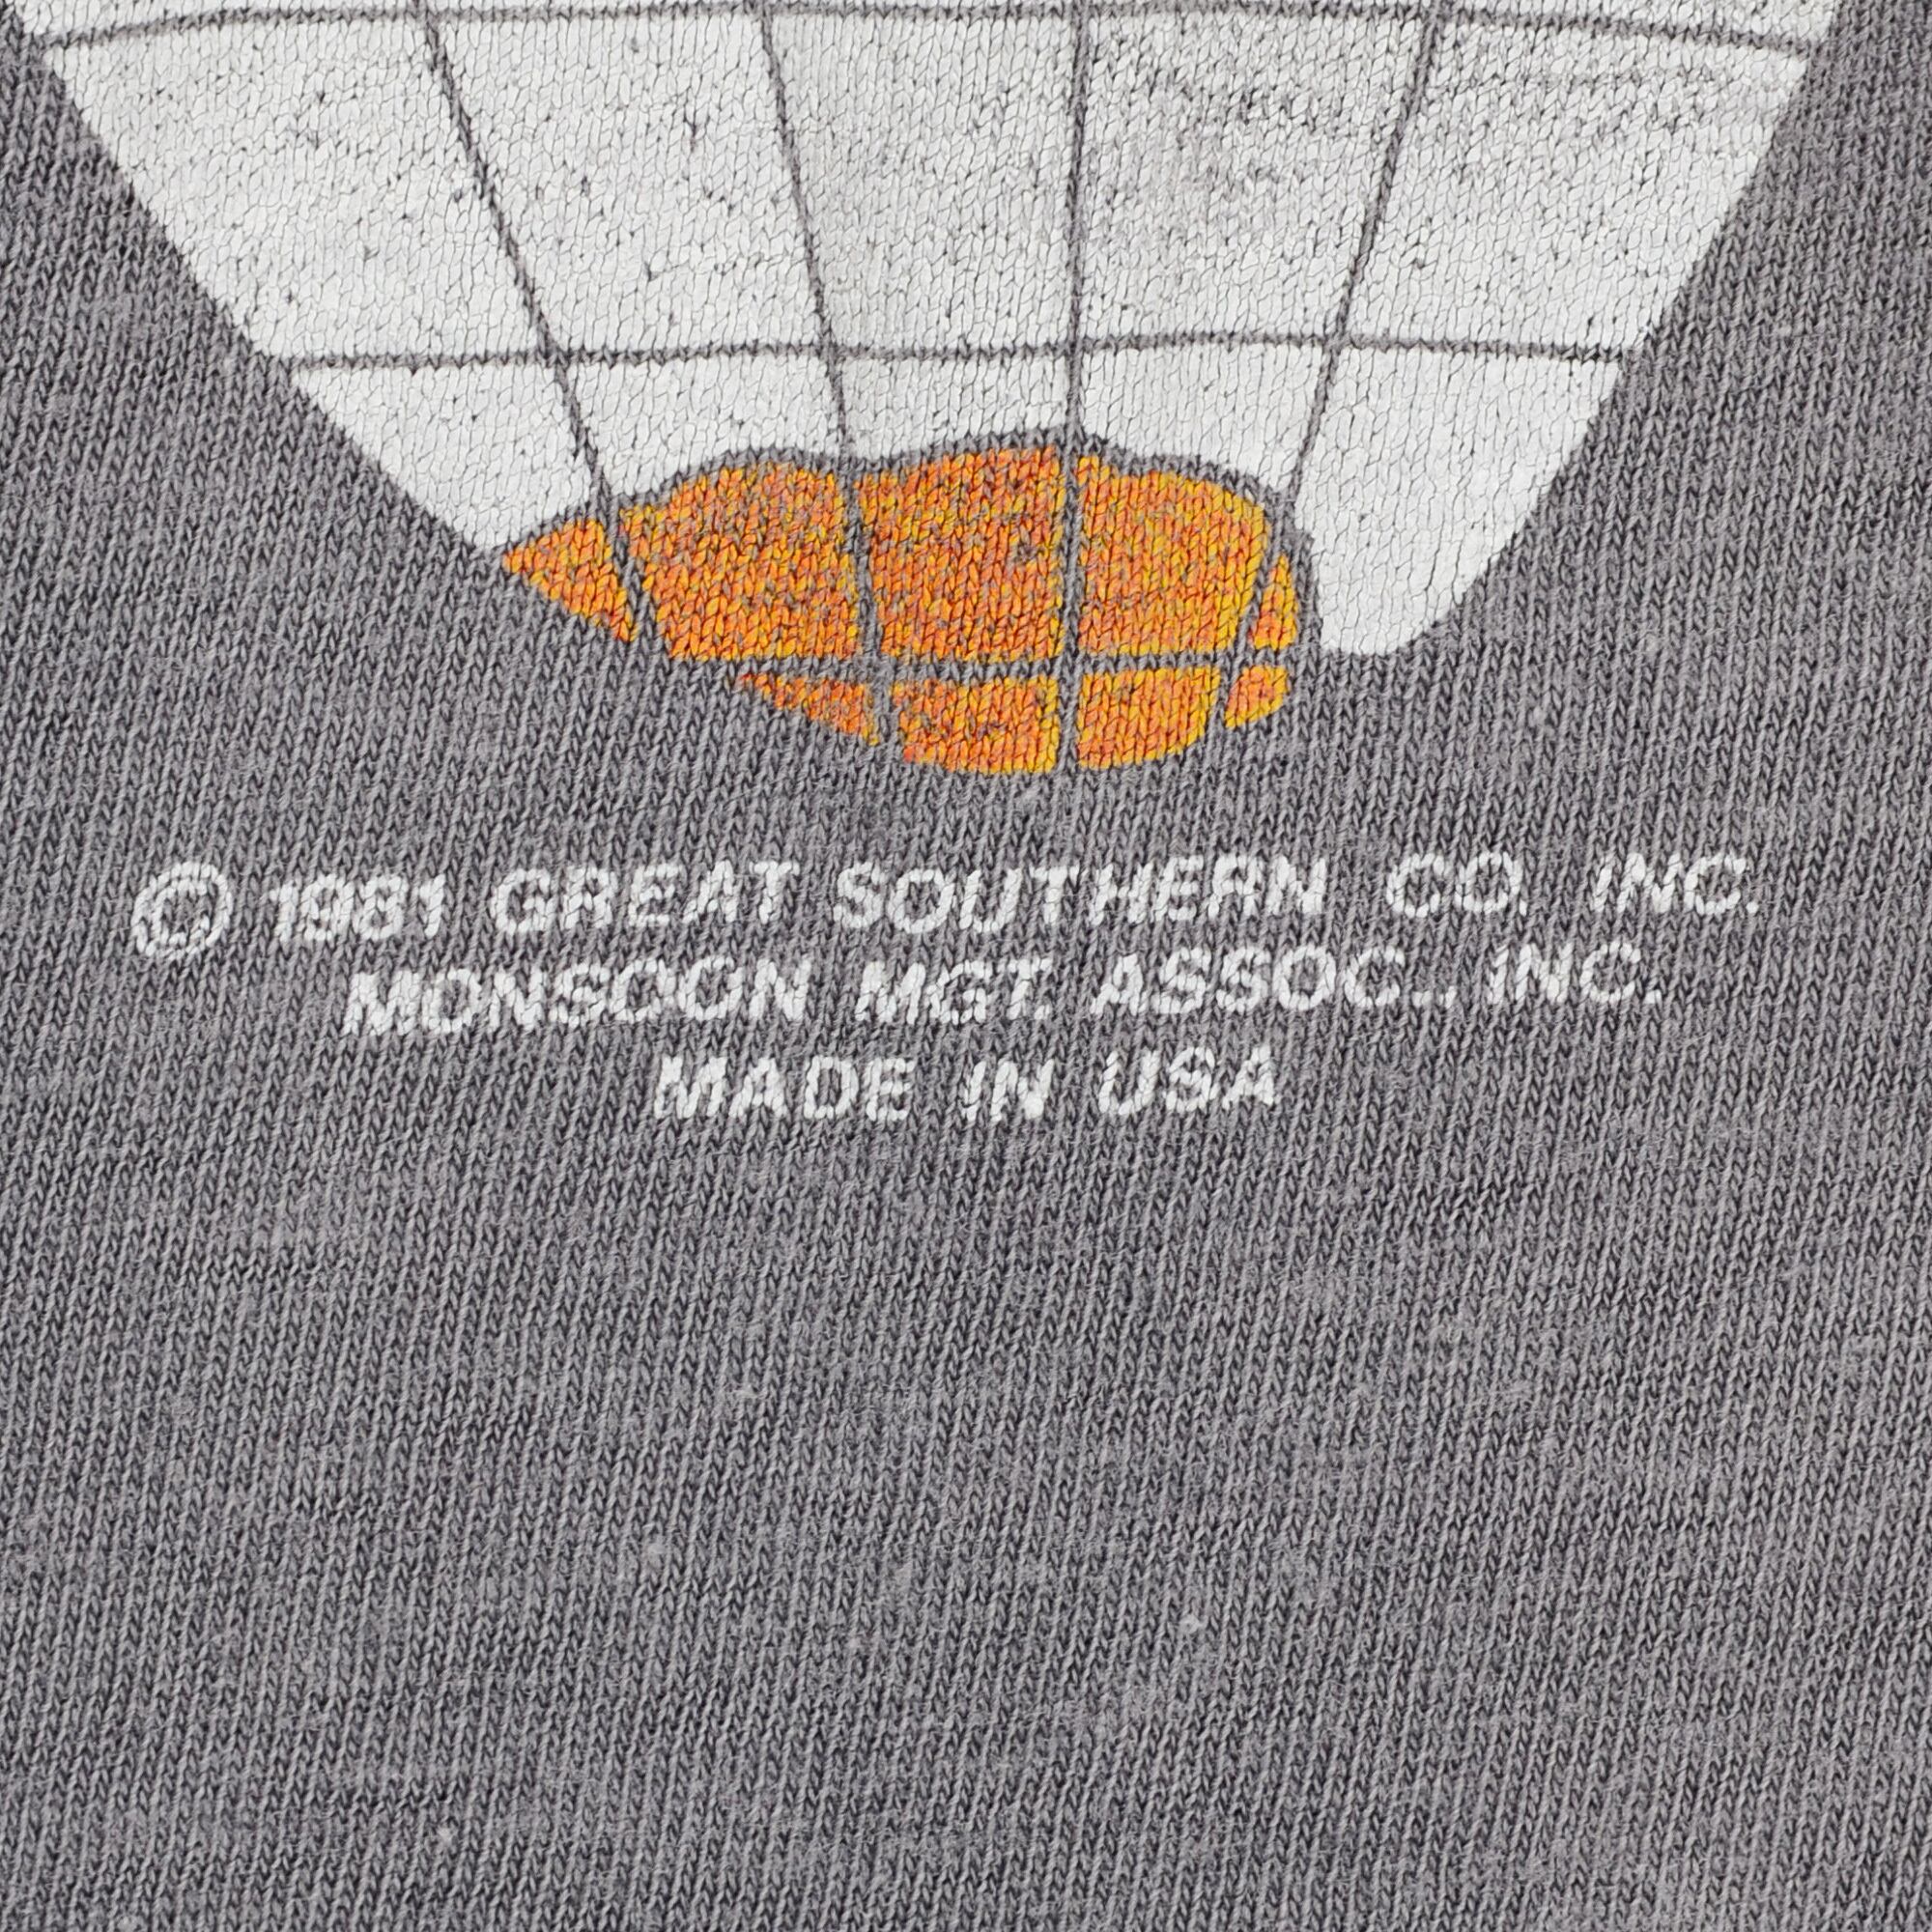 © 1981 GREAT SOUTHERN CO. INC.
MONSOON MGT. ASSOC., INC.
MADE IN USA